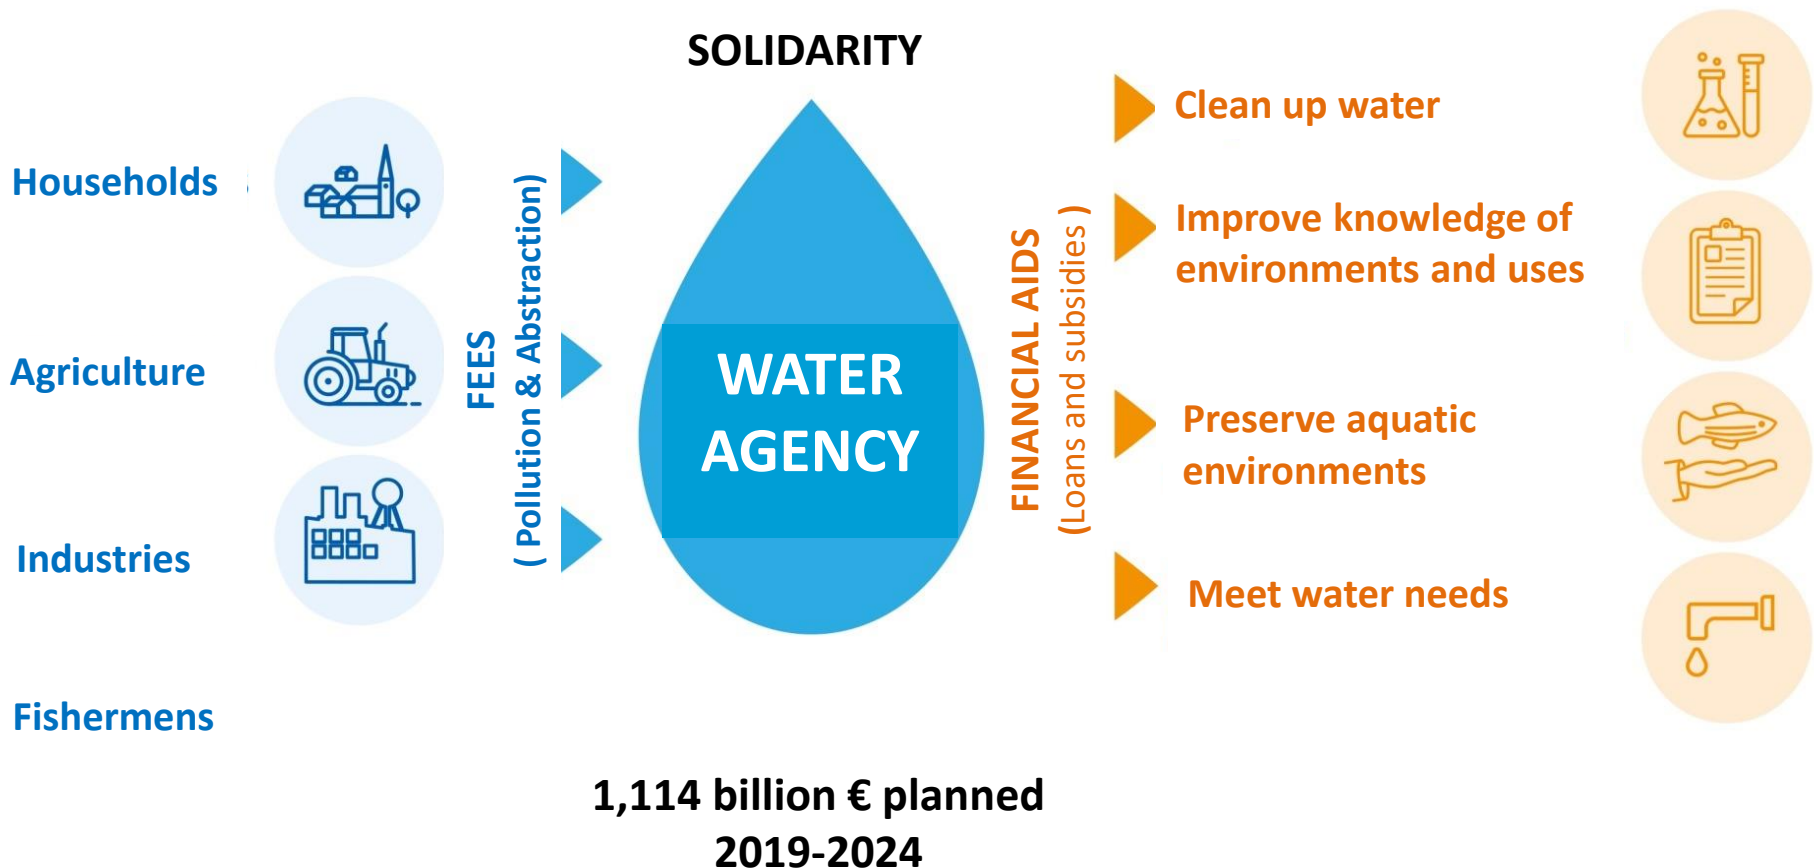 SOLIDARITY
Households
Agriculture
Industries
Fishermens
FEES
( Pollution & Abstraction)
WATER
AGENCY
FINANCIAL AIDS
(Loans and subsidies )
Clean up water
Improve knowledge of
environments and uses
Preserve aquatic
environments
Meet water needs
1,114 billion € planned
2019-2024